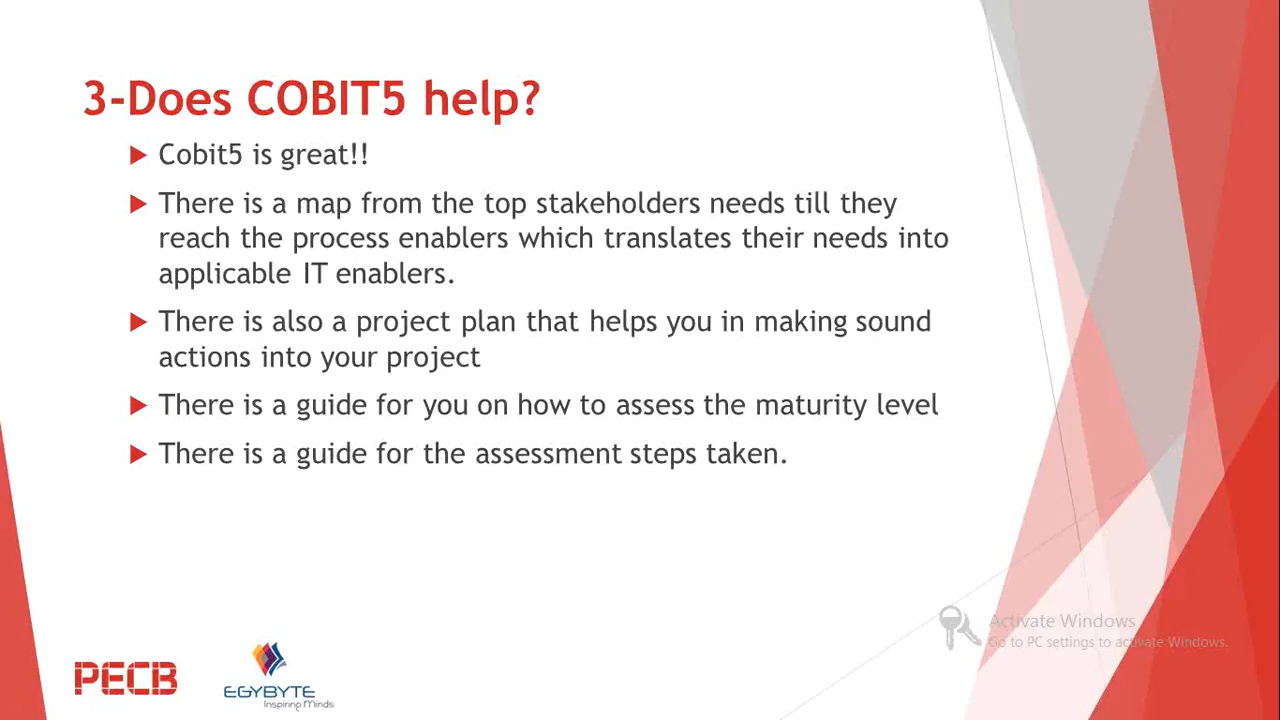 3-Does COBIT5 help?
Cobit5 is great!!
There is a map from the top stakeholders needs till they
reach the process enablers which translates their needs into
applicable IT enablers.
There is also a project plan that helps you in making sound
actions into your project
There is a guide for you on how to assess the maturity level
There is a guide for the assessment steps taken.
Activate Windows
Go to PC settings to activate Windows.
PECB
EGYBYTE
Inspiring Minds